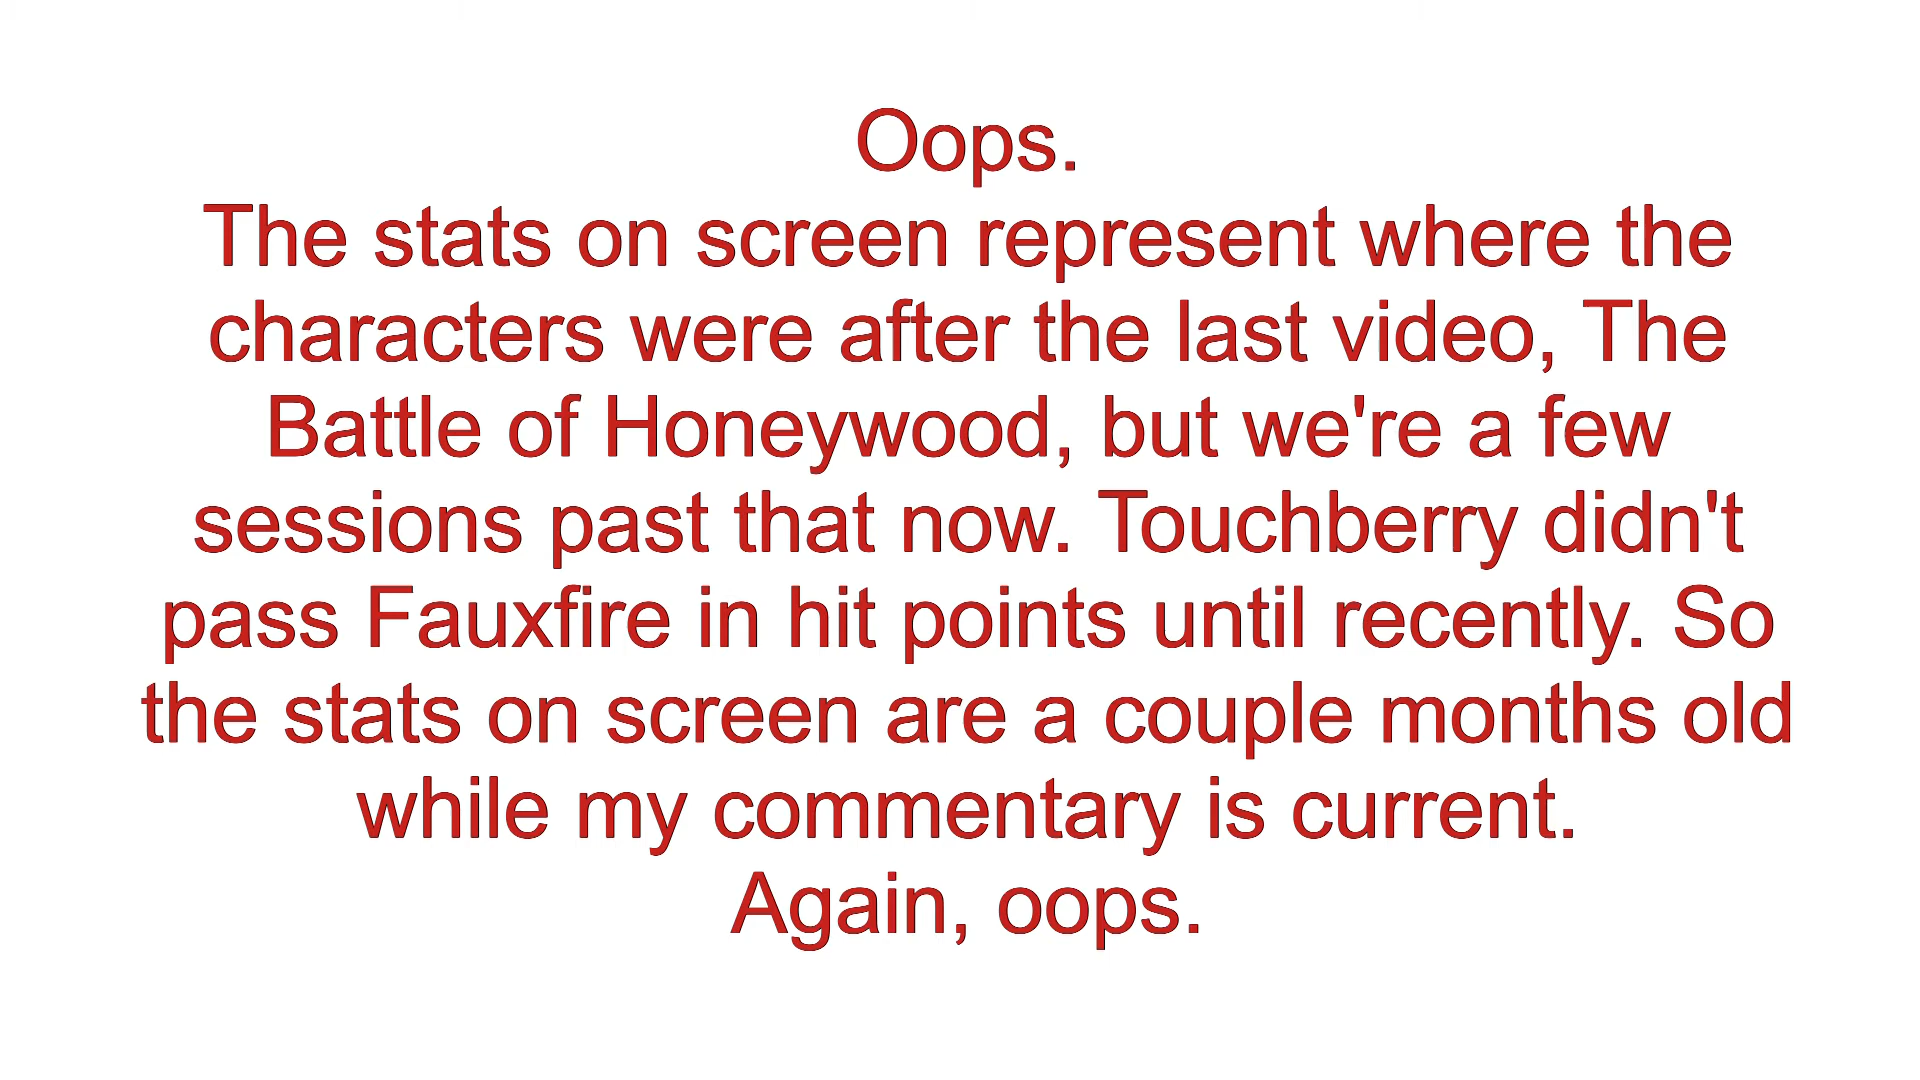 Oops.
The stats on screen represent where the
characters were after the last video, The
Battle of Honeywood, but we're a few
sessions past that now. Touchberry didn't
pass Fauxfire in hit points until recently. So
the stats on screen are a couple months old
while my commentary is current.
Again, oops.